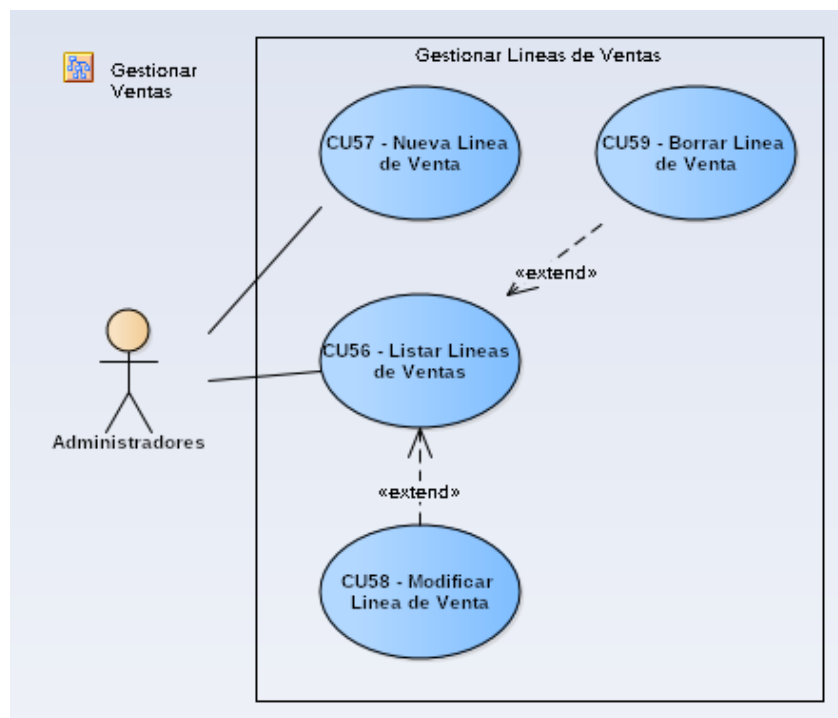 Gestionar Lineas de Ventas
Gestionar
Ventas
CU57 - Nueva Linea
de Venta
CU59 - Borrar Linea
de Venta
«extend»
CU56 - Listar Lineas
de Ventas
Administradores
«extend»
CU58 - Modificar
Linea de Venta